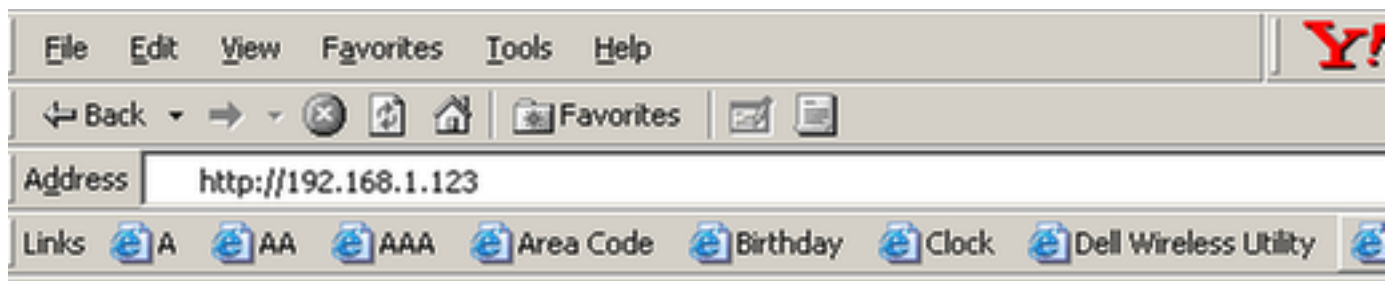 File Edit View Favorites Tools Help Y!
Back Favorites
Address http://192.168.1.123
Links A AA AAA Area Code Birthday Clock Dell Wireless Utility